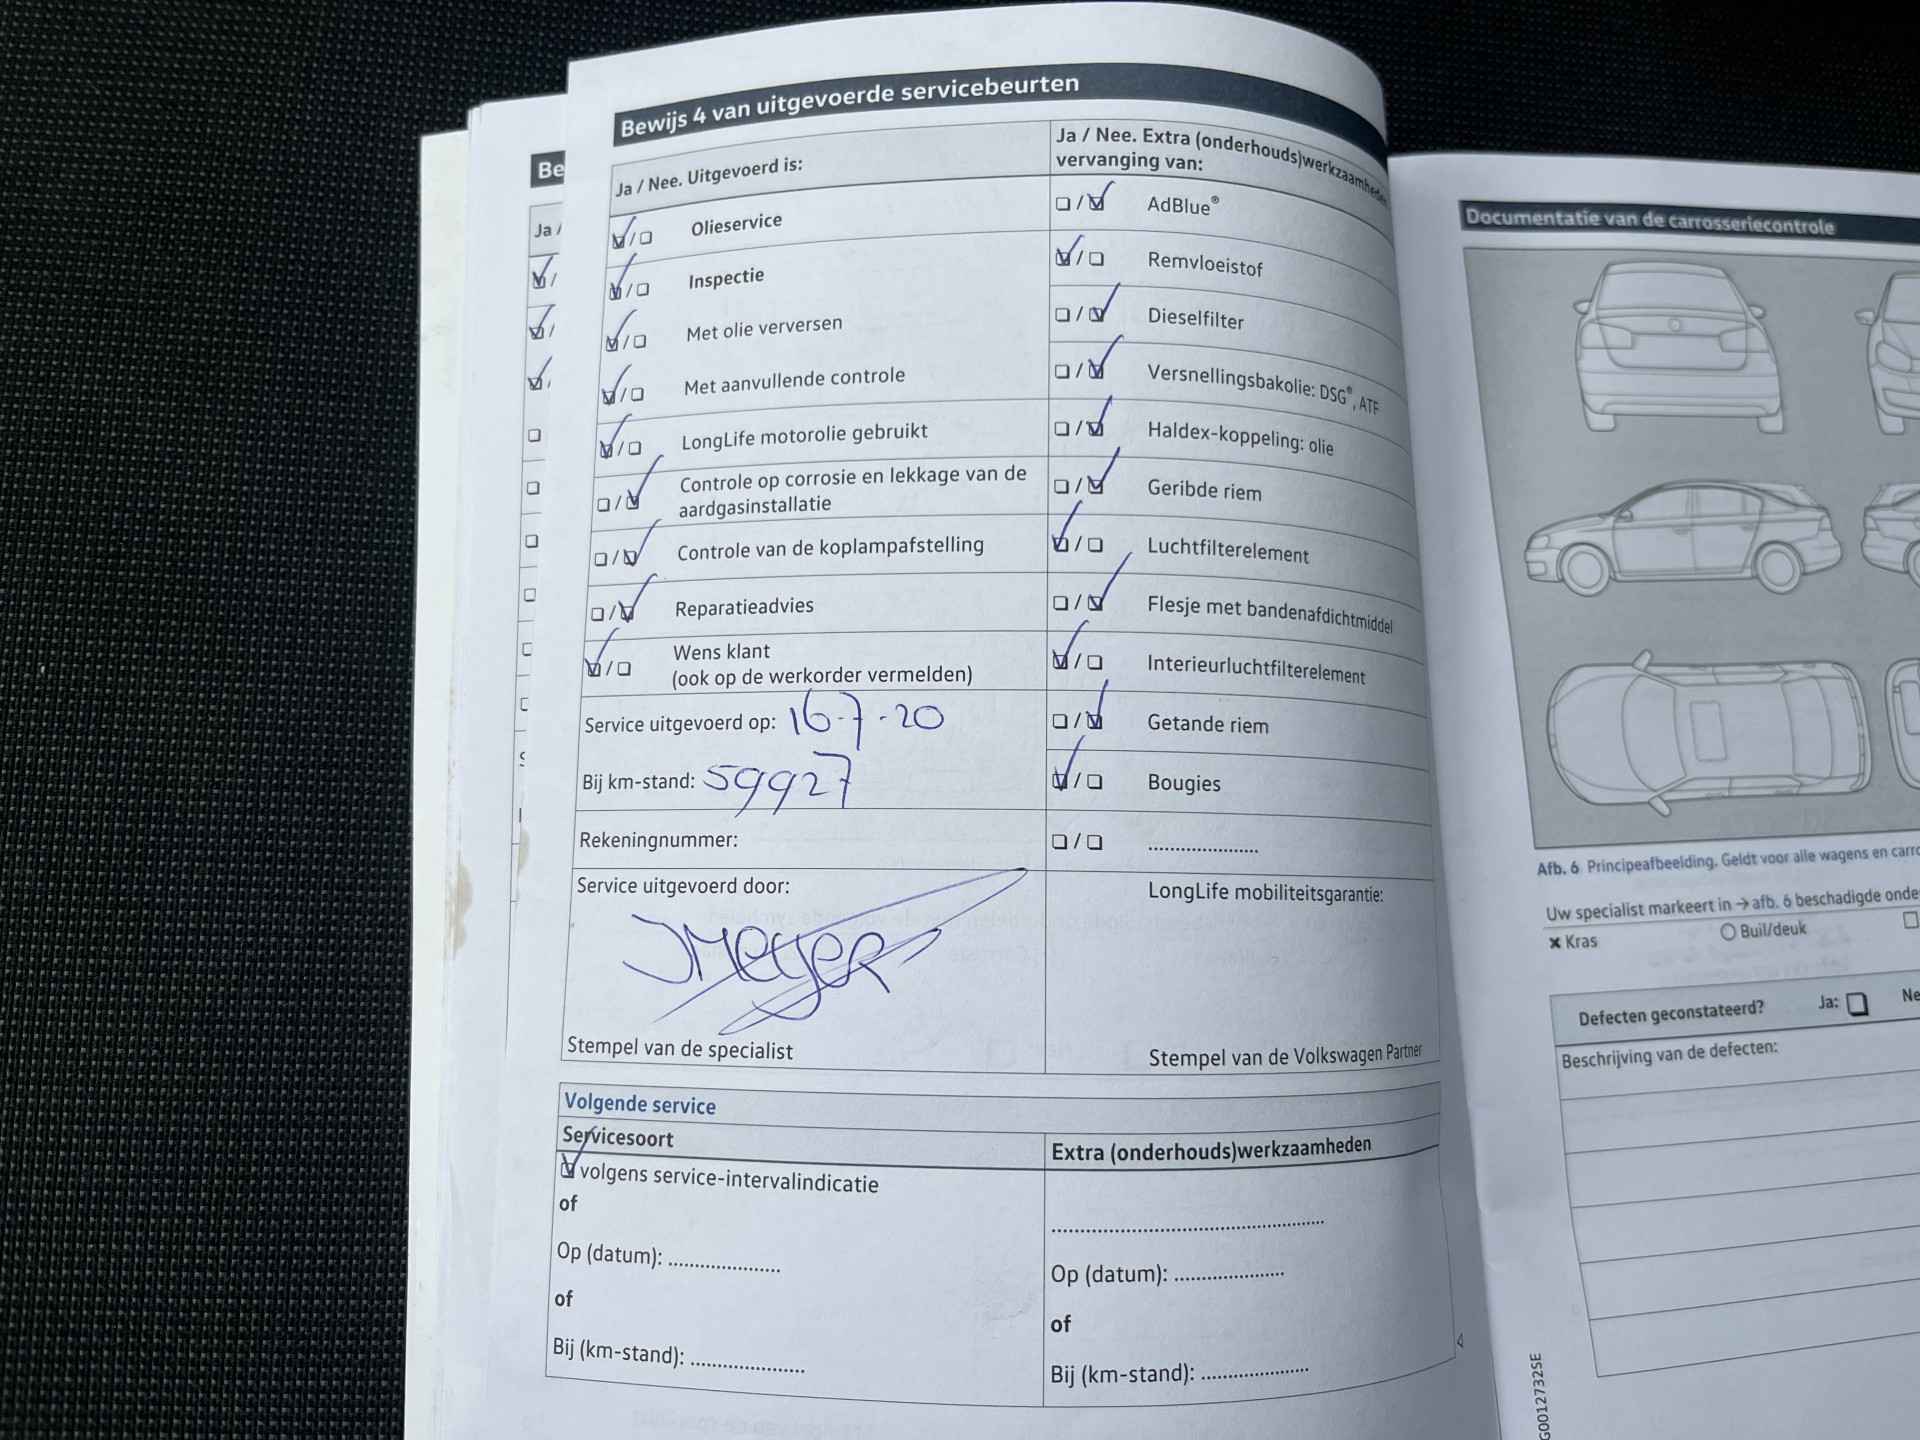 Be
Ja /
Bewijs 4 van uitgevoerde servicebeurten
Ja / Nee. Uitgevoerd is:
Olieservice
Inspectie
Met olie verversen
Met aanvullende controle
LongLife motorolie gebruikt
Controle op corrosie en lekkage van de
aardgasinstallatie
Controle van de koplampafstelling
Reparatieadvies
Wens klant
(ook op de werkorder vermelden)
Service uitgevoerd op: 16-7-20
Bij km-stand: 59927
Rekeningnummer:
Service uitgevoerd door:
JMeyer
Stempel van de specialist
Ja / Nee. Extra (onderhouds)werkzaamheden
vervanging van:
AdBlue®
Remvloeistof
Dieselfilter
Versnellingsbakolie: DSG®, ATF
Haldex-koppeling: olie
Geribde riem
Luchtfilterelement
Flesje met bandenafdichtmiddel
Interieurluchtfilterelement
Getande riem
Bougies
....................
LongLife mobiliteitsgarantie:
Stempel van de Volkswagen Partner
Volgende service
Servicesoort
volgens service-intervalindicatie
of
Op (datum): ....................
of
Bij (km-stand): ....................
Extra (onderhouds)werkzaamheden
..................................................
Op (datum): ....................
of
Bij (km-stand): ....................
4
Documentatie van de carrosseriecontrole
Afb. 6 Principeafbeelding. Geldt voor alle wagens en carro
Uw specialist markeert in → afb. 6 beschadigde onde
× Kras
Buil/deuk
Defecten geconstateerd? Ja: Ne
Beschrijving van de defecten:
G0012732SE